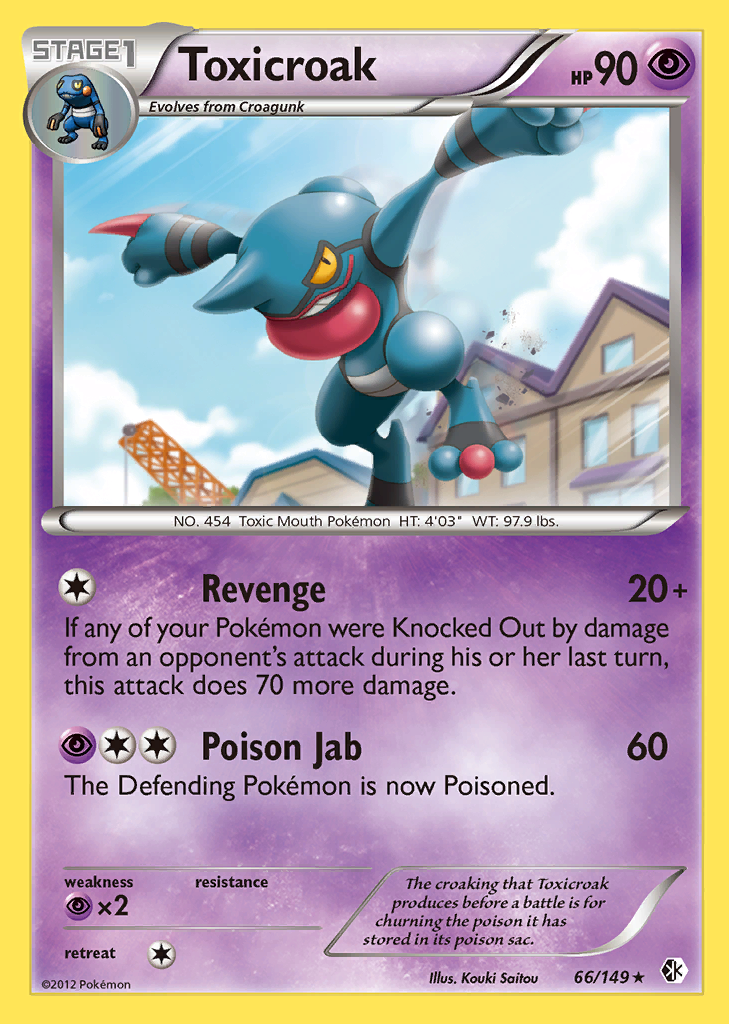 STAGE1
Toxicroak
HP 90
Evolves from Croagunk
NO. 454 Toxic Mouth Pokémon HT: 4'03" WT: 97.9 lbs.
Revenge 20+
If any of your Pokémon were Knocked Out by damage
from an opponent's attack during his or her last turn,
this attack does 70 more damage.
Poison Jab 60
The Defending Pokémon is now Poisoned.
weakness
×2
resistance
retreat
The croaking that Toxicroak
produces before a battle is for
churning the poison it has
stored in its poison sac.
©2012 Pokémon
Illus. Kouki Saitou
66/149 ★